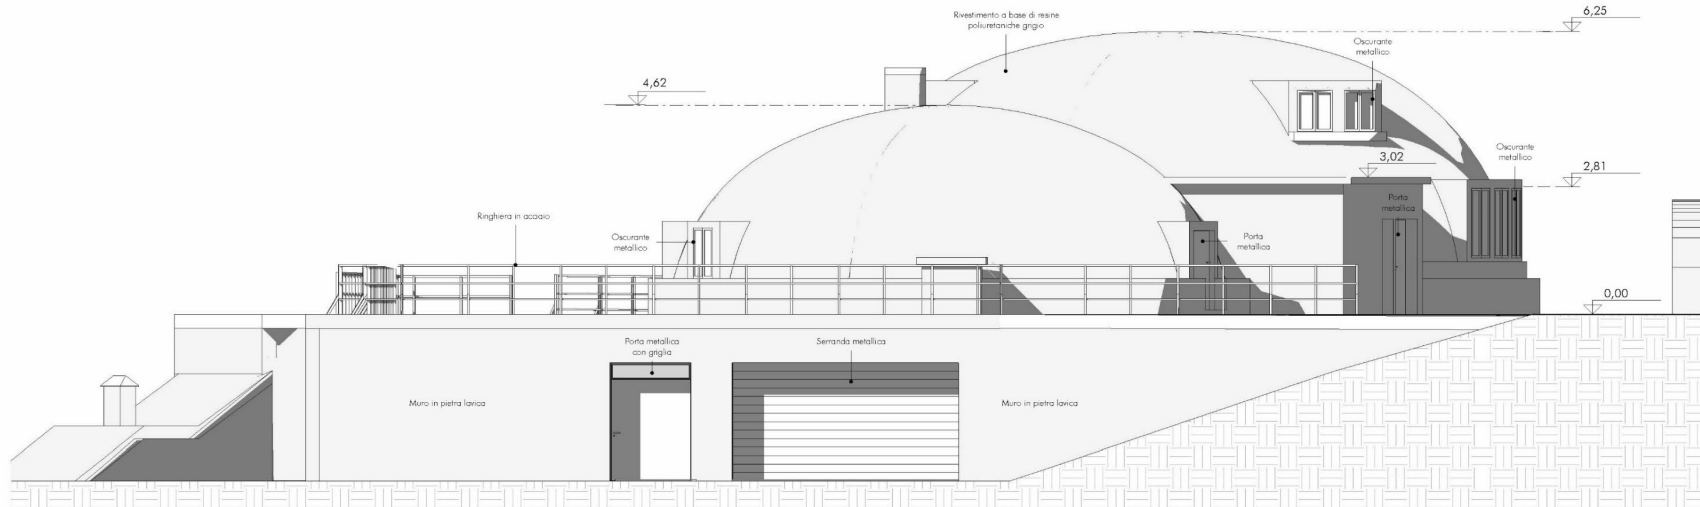 6,25
Rivestimento a base di resine
poliuretaniche grigio
Oscurante
metallico
4,62
Oscurante
metallico
3,02
2,81
Porta
metallica
Ringhiera in acciaio
Oscurante
metallico
Porta
metallica
0,00
Porta metallica
con griglia
Serranda metallica
Muro in pietra lavica
Muro in pietra lavica